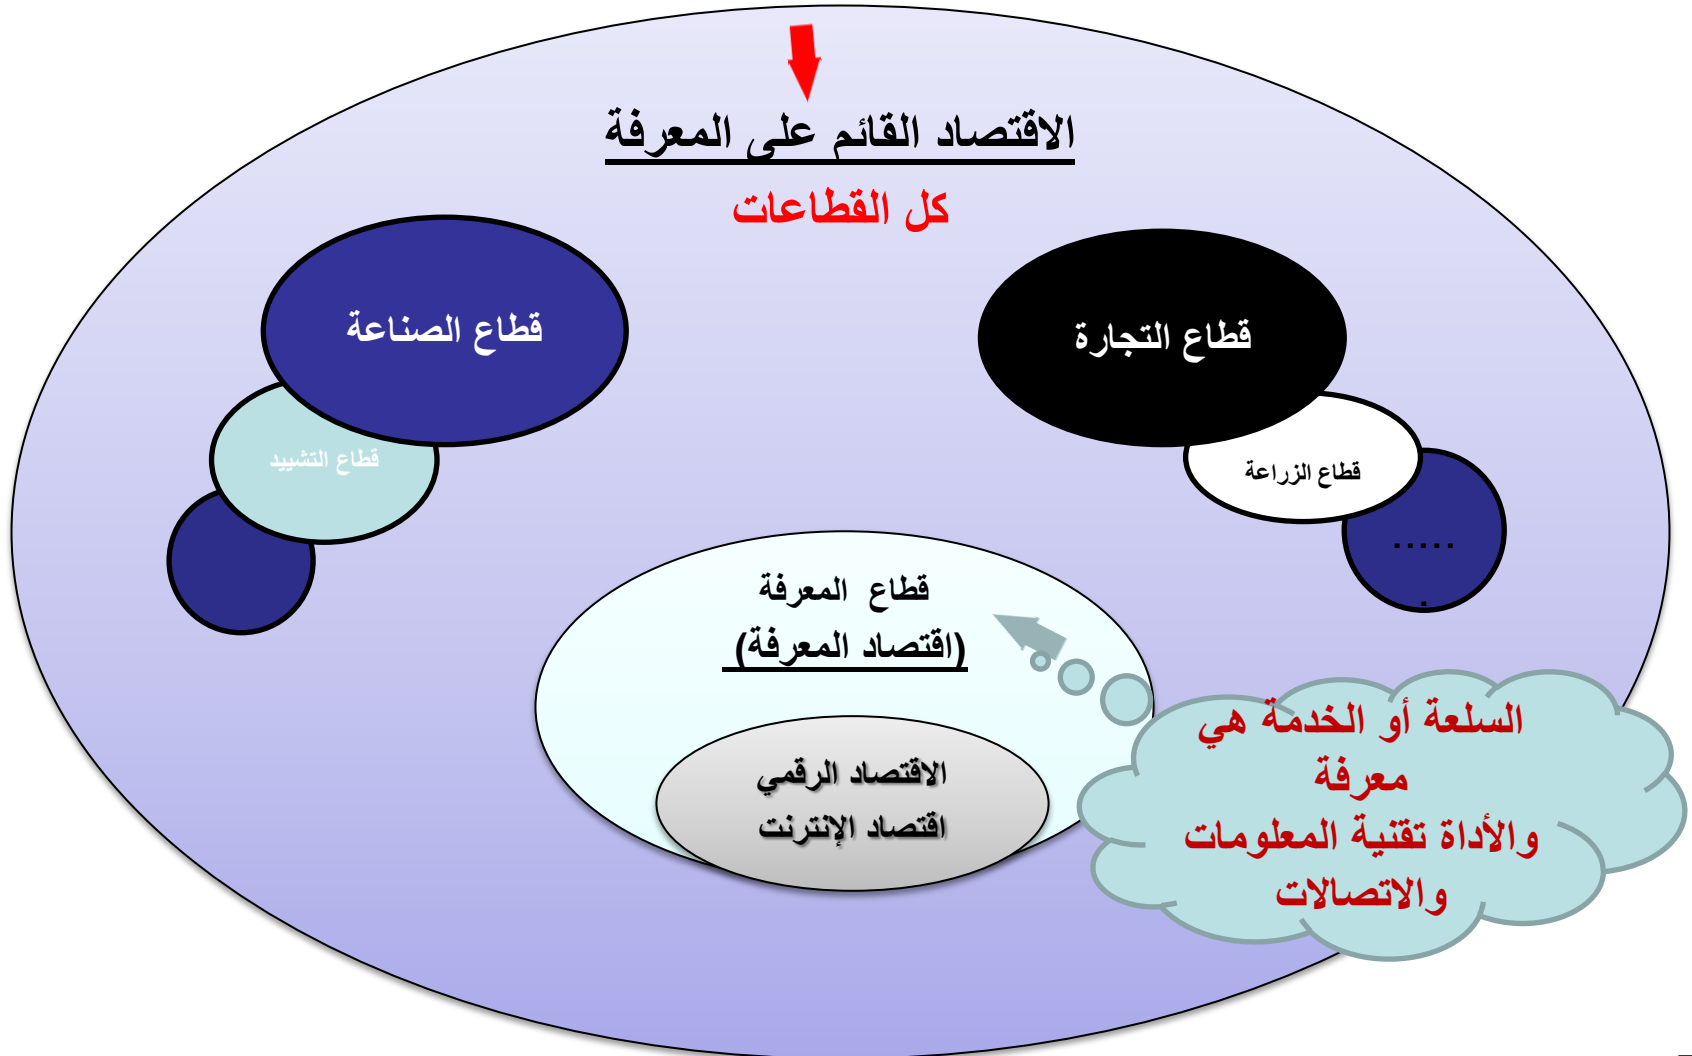 الاقتصاد القائم على المعرفة
كل القطاعات
قطاع التجارة
قطاع الصناعة
قطاع الزراعة
قطاع التشييد
.....
.
قطاع المعرفة
(اقتصاد المعرفة)
الاقتصاد الرقمي
اقتصاد الإنترنت
السلعة أو الخدمة هي
معرفة
والأداة تقنية المعلومات
والاتصالات